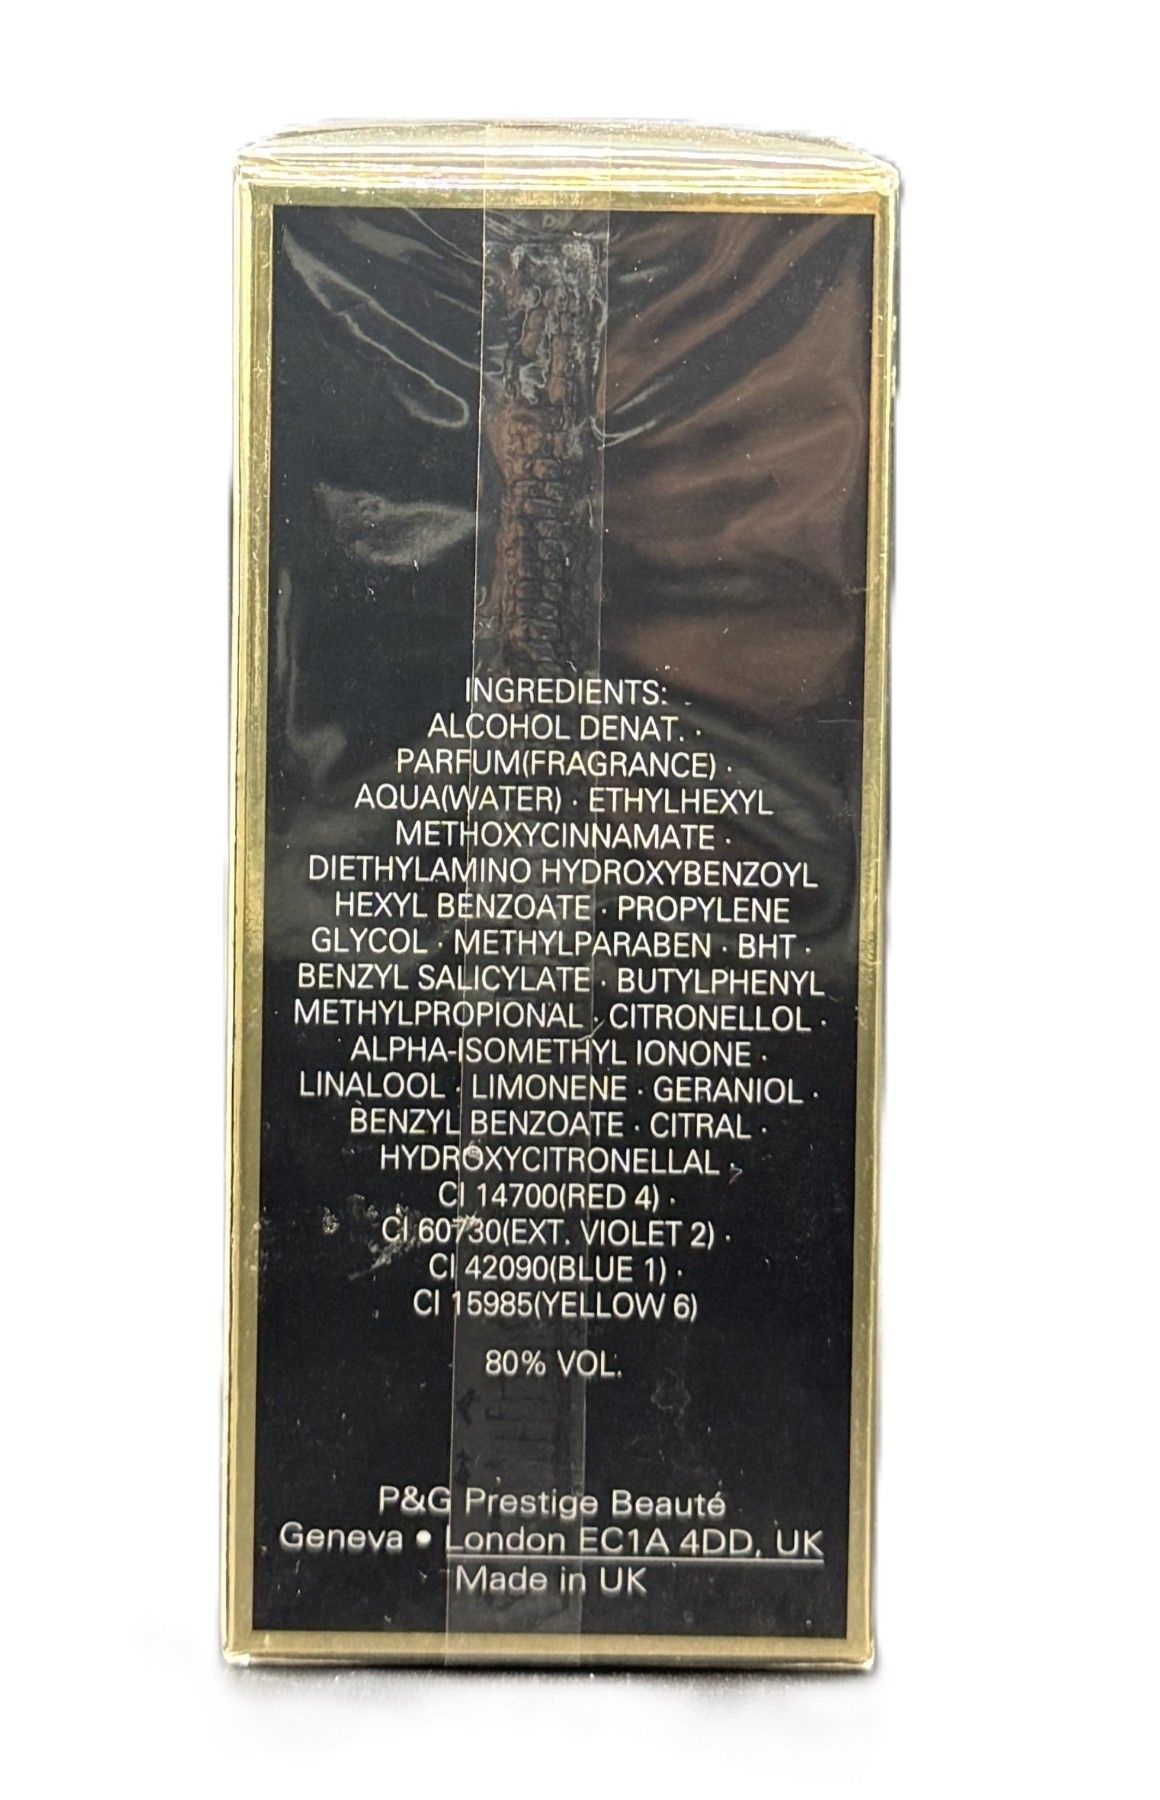 INGREDIENTS:
ALCOHOL DENAT. ·
PARFUM(FRAGRANCE) ·
AQUA(WATER) · ETHYLHEXYL
METHOXYCINNAMATE ·
DIETHYLAMINO HYDROXYBENZOYL
HEXYL BENZOATE · PROPYLENE
GLYCOL · METHYLPARABEN · BHT ·
BENZYL SALICYLATE · BUTYLPHENYL
METHYLPROPIONAL · CITRONELLOL ·
ALPHA-ISOMETHYL IONONE ·
LINALOOL · LIMONENE · GERANIOL ·
BENZYL BENZOATE · CITRAL ·
HYDROXYCITRONELLAL ·
CI 14700(RED 4) ·
CI 60730(EXT. VIOLET 2) ·
CI 42090(BLUE 1) ·
CI 15985(YELLOW 6)
80% VOL.
P&G Prestige Beauté
Geneva • London EC1A 4DD, UK
Made in UK